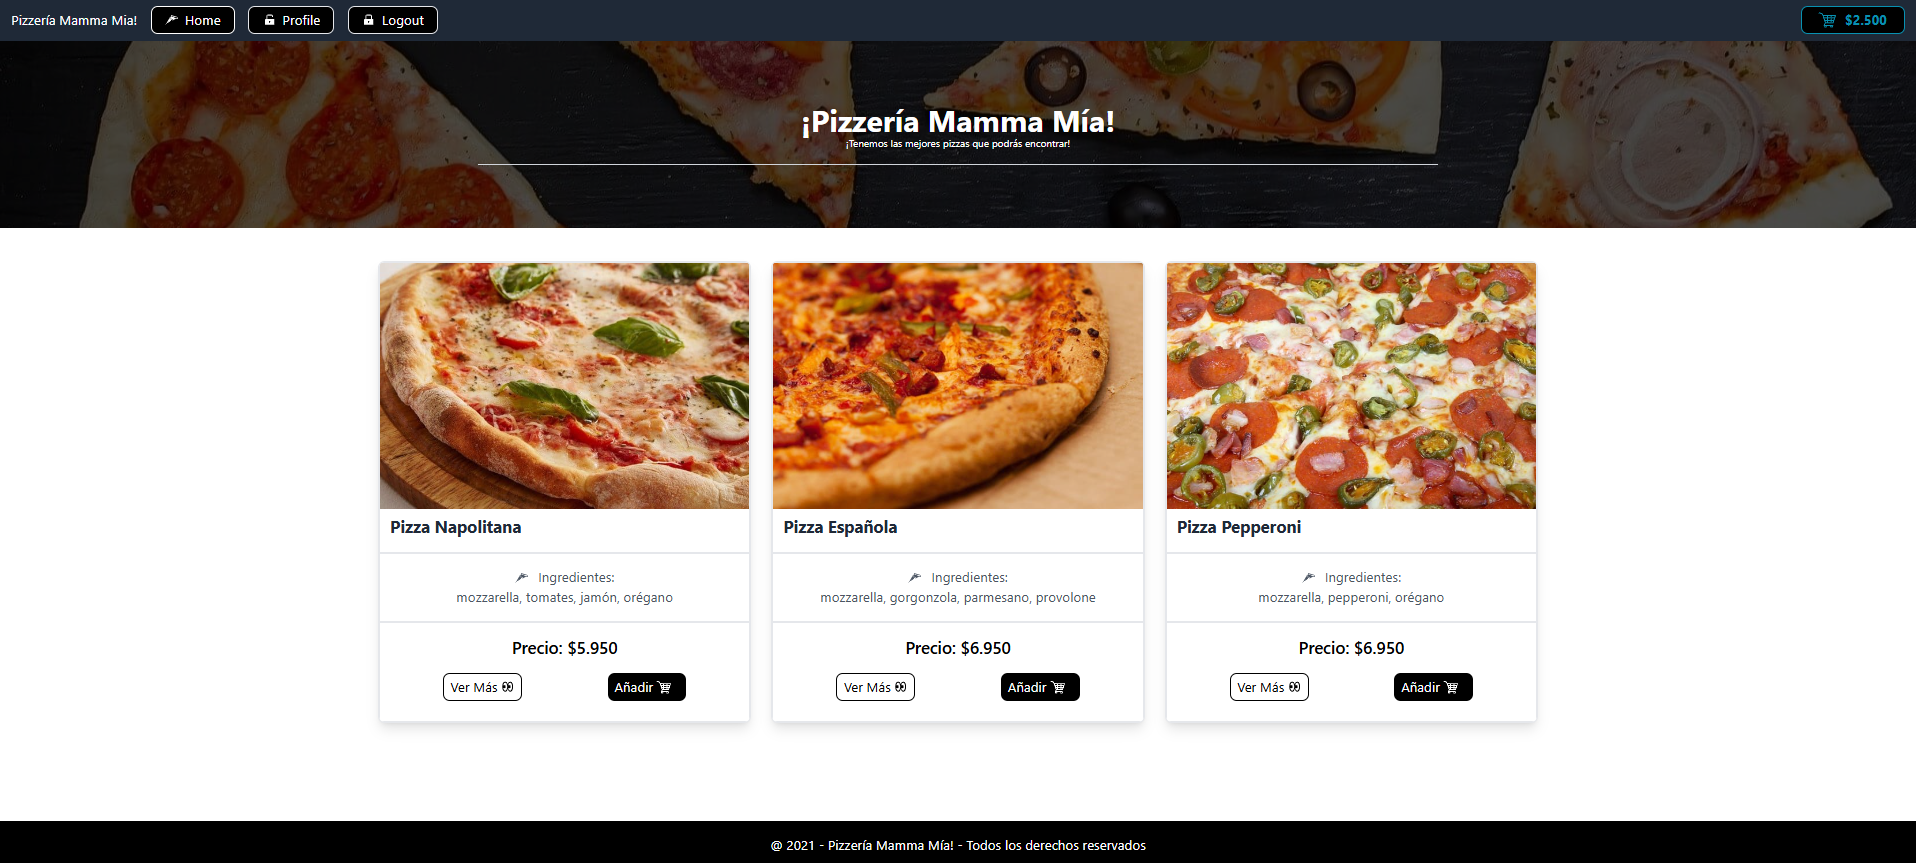 Pizzería Mamma Mia! Home Profile Logout $2.500
¡Pizzería Mamma Mía!
¡Tenemos las mejores pizzas que podrás encontrar!
Pizza Napolitana
Ingredientes:
mozzarella, tomates, jamón, orégano
Precio: $5.950
Ver Más Añadir
Pizza Española
Ingredientes:
mozzarella, gorgonzola, parmesano, provolone
Precio: $6.950
Ver Más Añadir
Pizza Pepperoni
Ingredientes:
mozzarella, pepperoni, orégano
Precio: $6.950
Ver Más Añadir
@ 2021 - Pizzería Mamma Mía! - Todos los derechos reservados